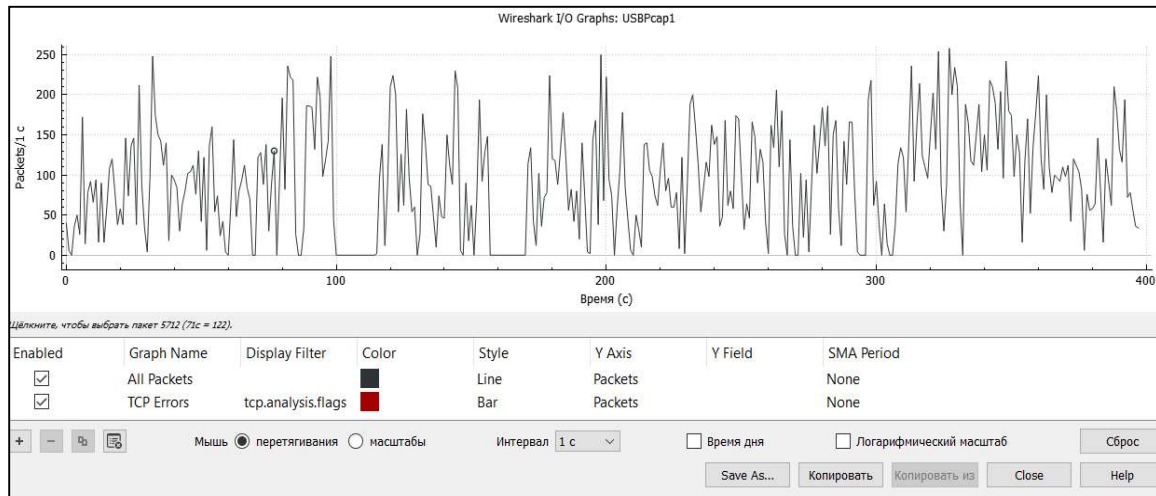 Wireshark I/O Graphs: USBPcap1
250
200
150
100
50
0
Packets/1 с
0 100 200 300 400
Время (с)
Щёлкните, чтобы выбрать пакет 5712 (71с = 122).
Enabled Graph Name Display Filter Color Style Y Axis Y Field SMA Period
All Packets Line Packets None
TCP Errors tcp.analysis.flags Bar Packets None
+ − Мышь перетягивания масштабы Интервал 1 с Время дня Логарифмический масштаб Сброс
Save As... Копировать Копировать из Close Help